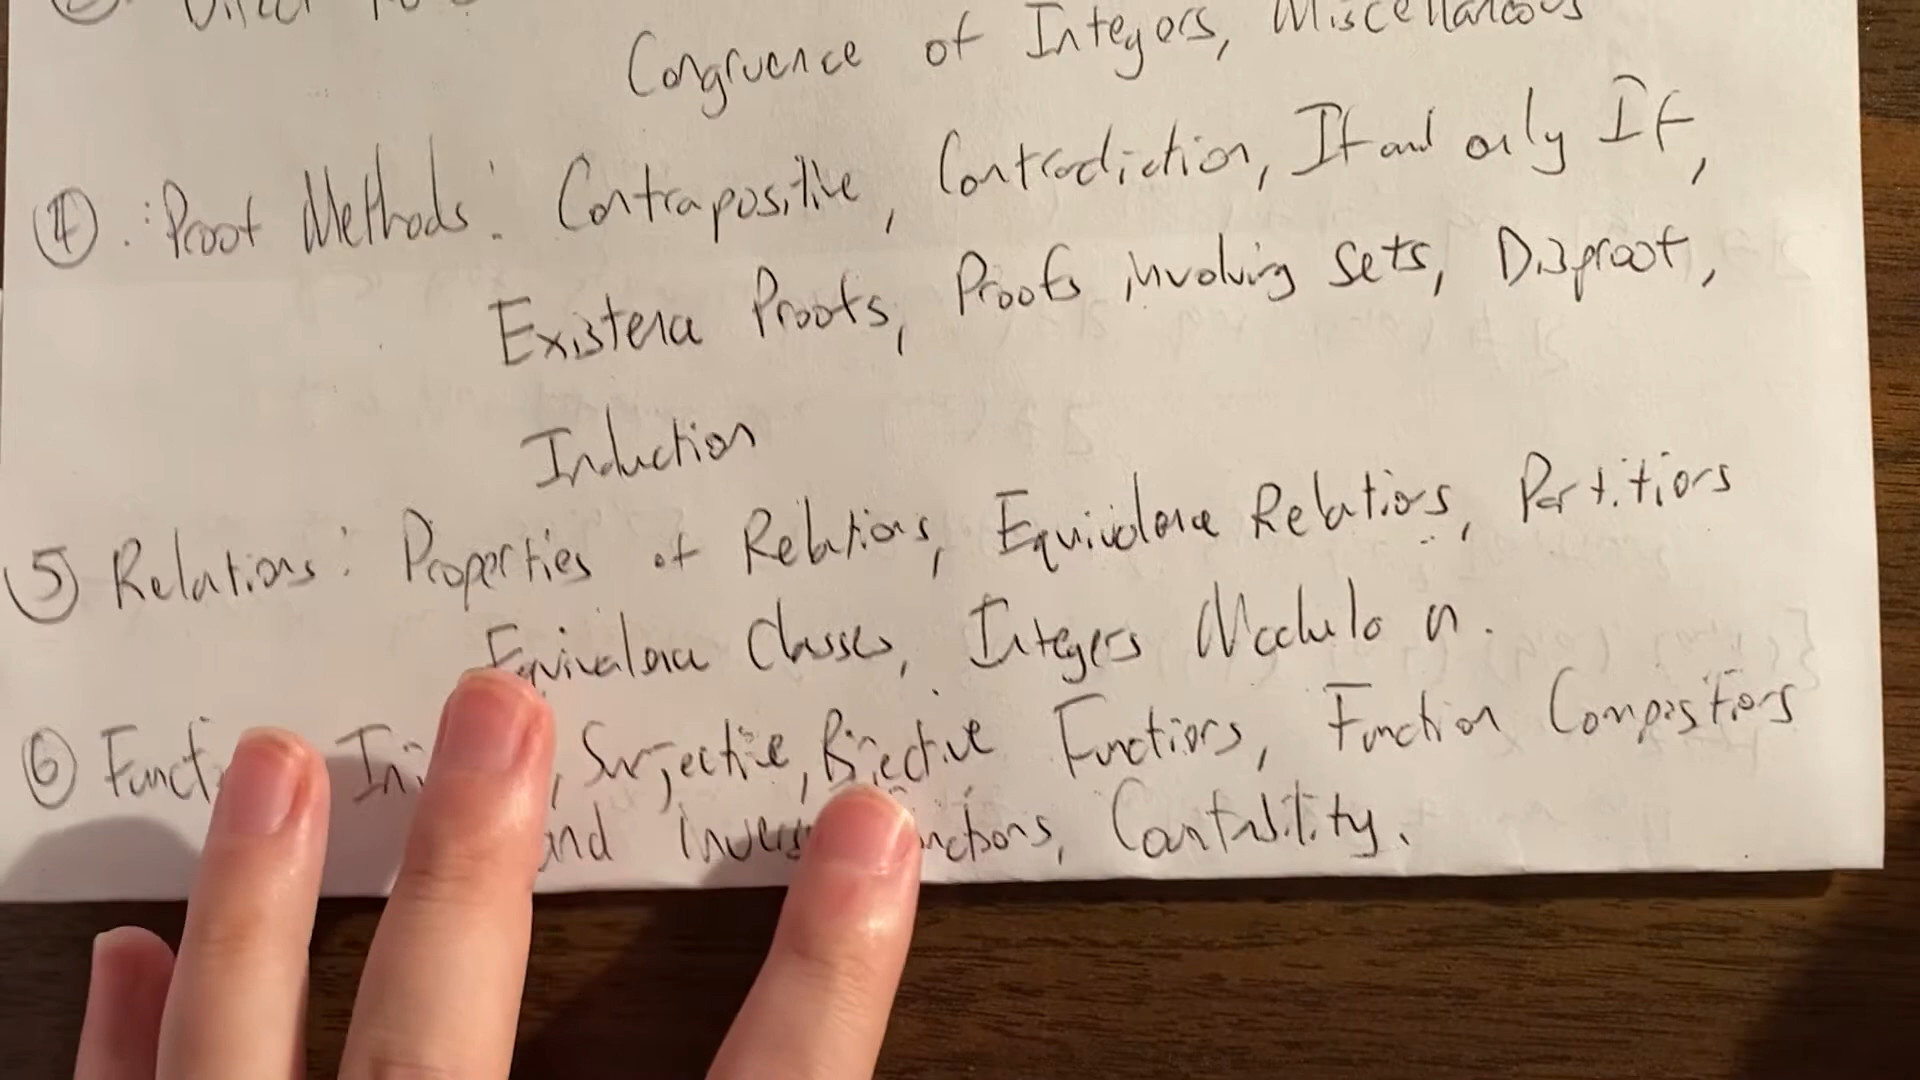 Direct
Congruence of Integers, Miscellaneous
④ : Proof Methods: Contrapositive, Contradiction, If and only If,
Existence Proofs, Proofs involving Sets, Disproof,
Induction
⑤ Relations: Properties of Relations, Equivalence Relations, Partitions
Equivalence Classes, Integers Modulo n.
⑥ Surjective, Bijective Functions, Function Compositions
and Countability.